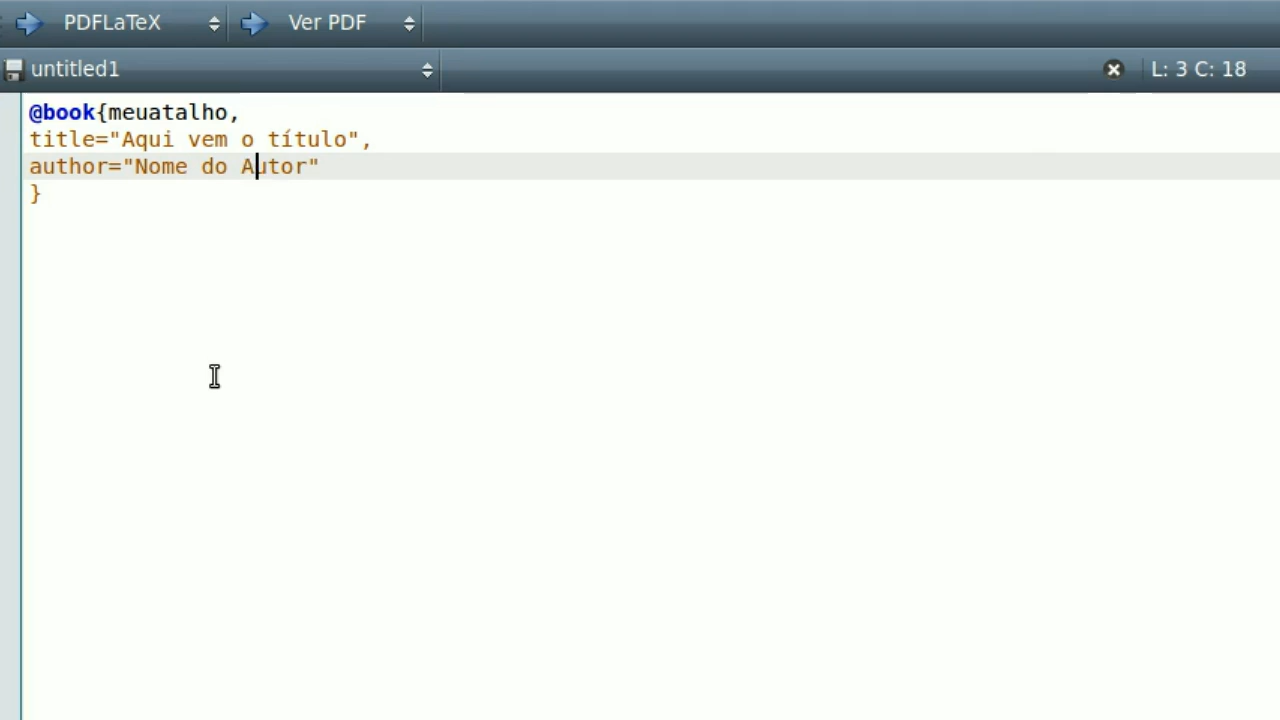 PDFLaTeX Ver PDF
untitled1 L: 3 C: 18
@book{meuatalho,
title="Aqui vem o título",
author="Nome do Autor"
}